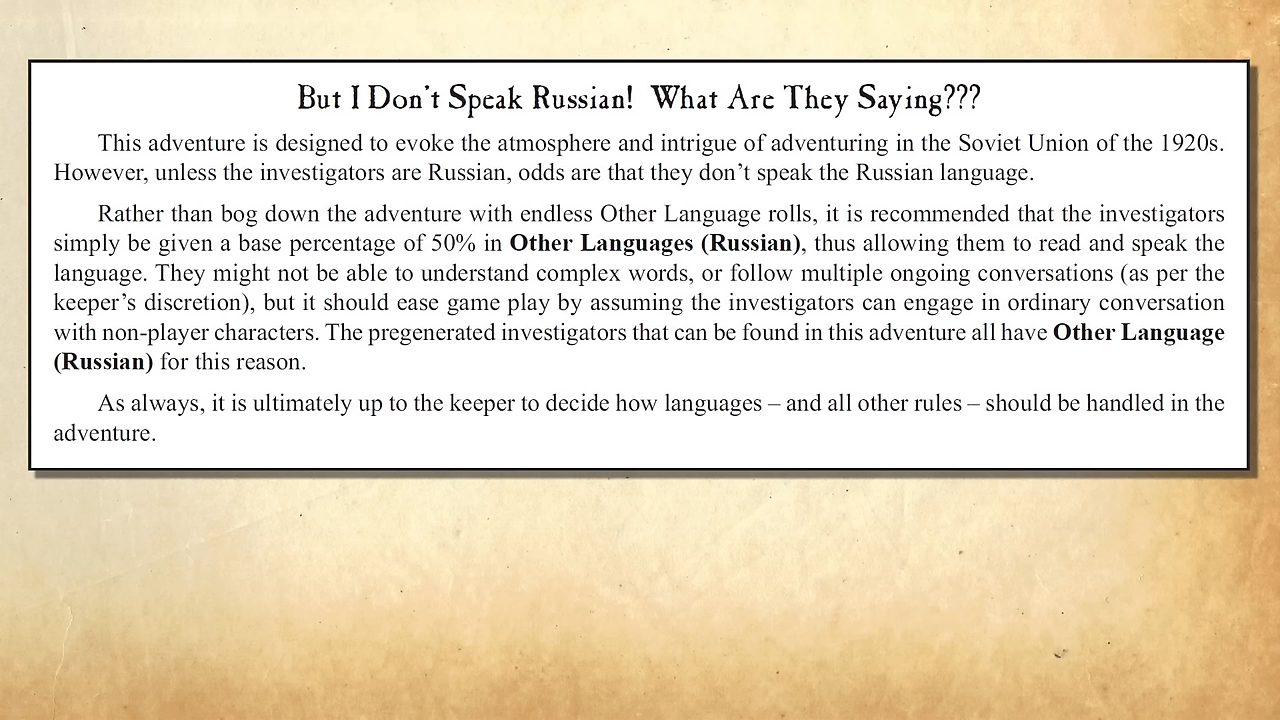 But I Don't Speak Russian!  What Are They Saying???
This adventure is designed to evoke the atmosphere and intrigue of adventuring in the Soviet Union of the 1920s.
However, unless the investigators are Russian, odds are that they don't speak the Russian language.
Rather than bog down the adventure with endless Other Language rolls, it is recommended that the investigators
simply be given a base percentage of 50% in Other Languages (Russian), thus allowing them to read and speak the
language. They might not be able to understand complex words, or follow multiple ongoing conversations (as per the
keeper's discretion), but it should ease game play by assuming the investigators can engage in ordinary conversation
with non-player characters. The pregenerated investigators that can be found in this adventure all have Other Language
(Russian) for this reason.
As always, it is ultimately up to the keeper to decide how languages – and all other rules – should be handled in the
adventure.